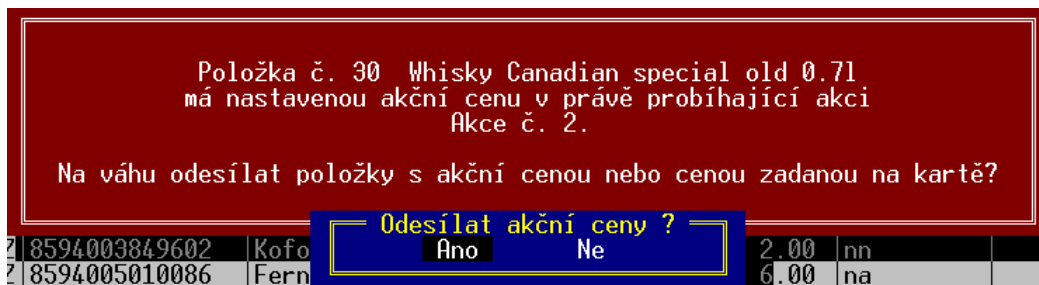 Položka č. 30 Whisky Canadian special old 0.7l
má nastavenou akční cenu v právě probíhající akci
Akce č. 2.
Na váhu odesílat položky s akční cenou nebo cenou zadanou na kartě?
Odesílat akční ceny ?
Ano Ne
Z 8594003849602 Kofo 2.00 nn
Z 8594005010086 Fern 6.00 na